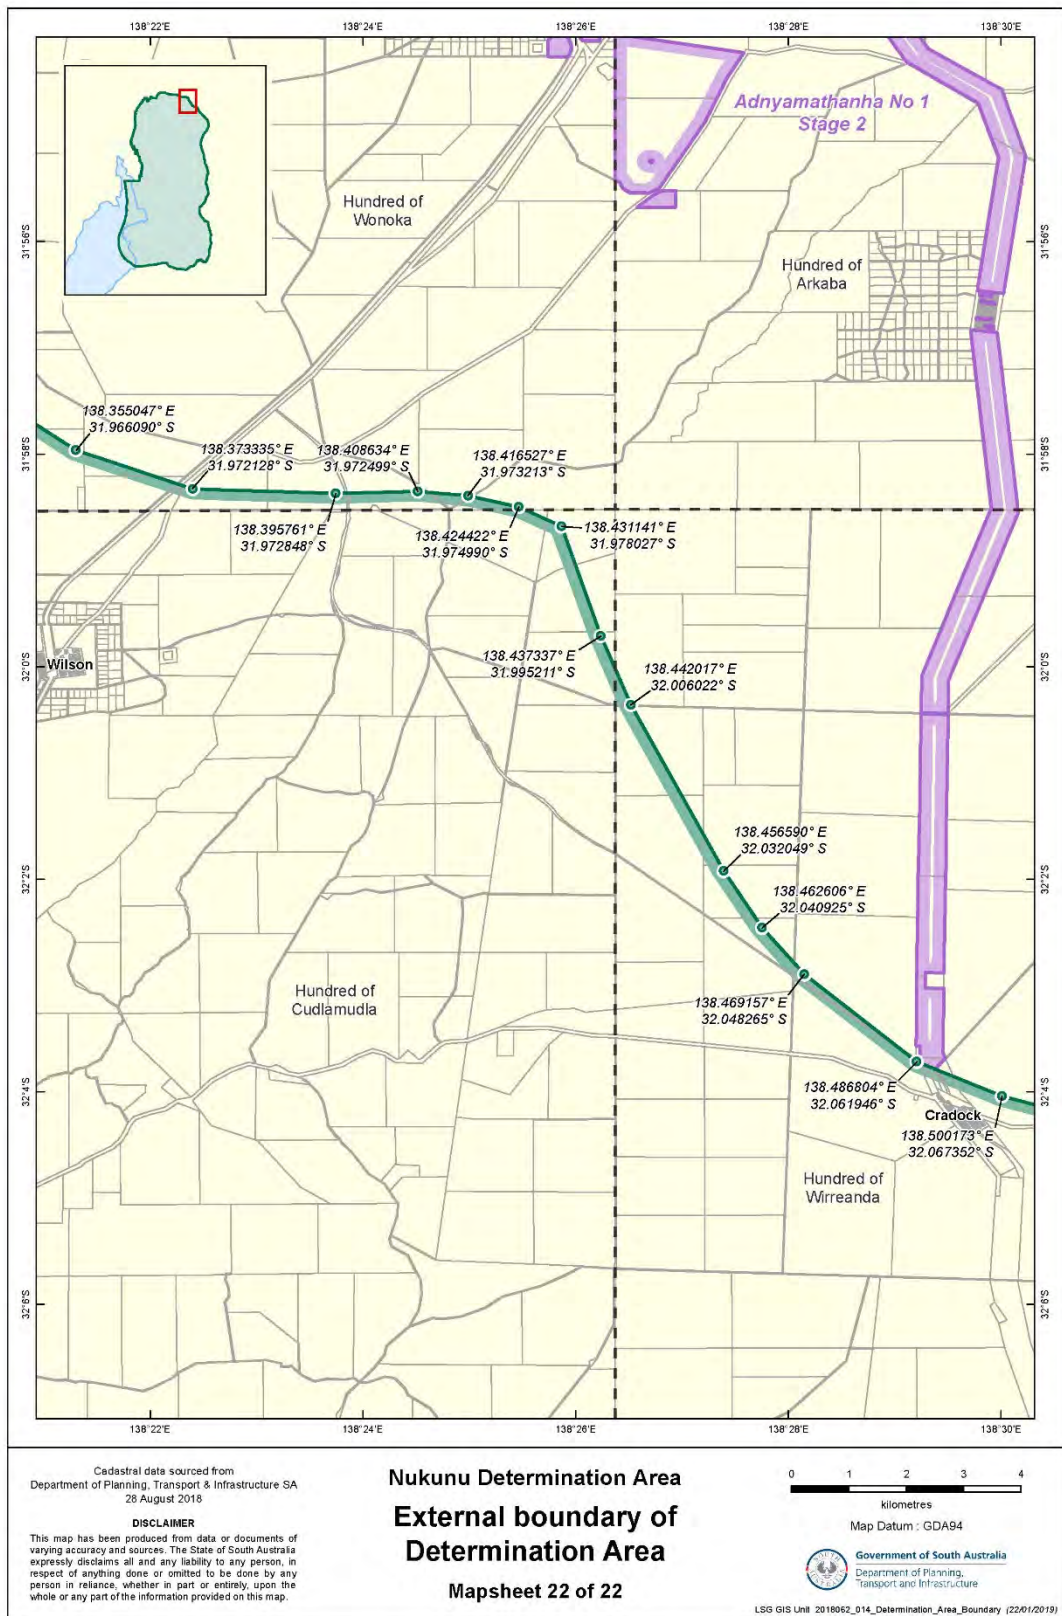 138°22'E
138°24'E
138°26'E
138°28'E
138°30'E
Adnyamathanha No 1
Stage 2
Hundred of
Wonoka
31°56'S
31°56'S
Hundred of
Arkaba
138.355047° E
31.966090° S
31°58'S
31°58'S
138.373335° E
31.972128° S
138.408634° E
31.972499° S
138.416527° E
31.973213° S
138.395761° E
31.972848° S
138.424422° E
31.974990° S
138.431141° E
31.978027° S
Wilson
32°0'S
32°0'S
138.437337° E
31.995211° S
138.442017° E
32.006022° S
138.456590° E
32.032049° S
32°2'S
32°2'S
138.462606° E
32.040925° S
Hundred of
Cudlamudla
138.469157° E
32.048265° S
32°4'S
32°4'S
138.486804° E
32.061946° S
Cradock
138.500173° E
32.067352° S
Hundred of
Wirreanda
32°6'S
32°6'S
138°22'E
138°24'E
138°26'E
138°28'E
138°30'E
Cadastral data sourced from
Department of Planning, Transport & Infrastructure SA
28 August 2018
DISCLAIMER
This map has been produced from data or documents of
varying accuracy and sources. The State of South Australia
expressly disclaims all and any liability to any person, in
respect of anything done or omitted to be done by any
person in reliance, whether in part or entirely, upon the
whole or any part of the information provided on this map.
Nukunu Determination Area
External boundary of
Determination Area
Mapsheet 22 of 22
0 1 2 3 4
kilometres
Map Datum : GDA94
Government of South Australia
Department of Planning,
Transport and Infrastructure
LSG GIS Unit 2018062_014_Determination_Area_Boundary (22/01/2019)